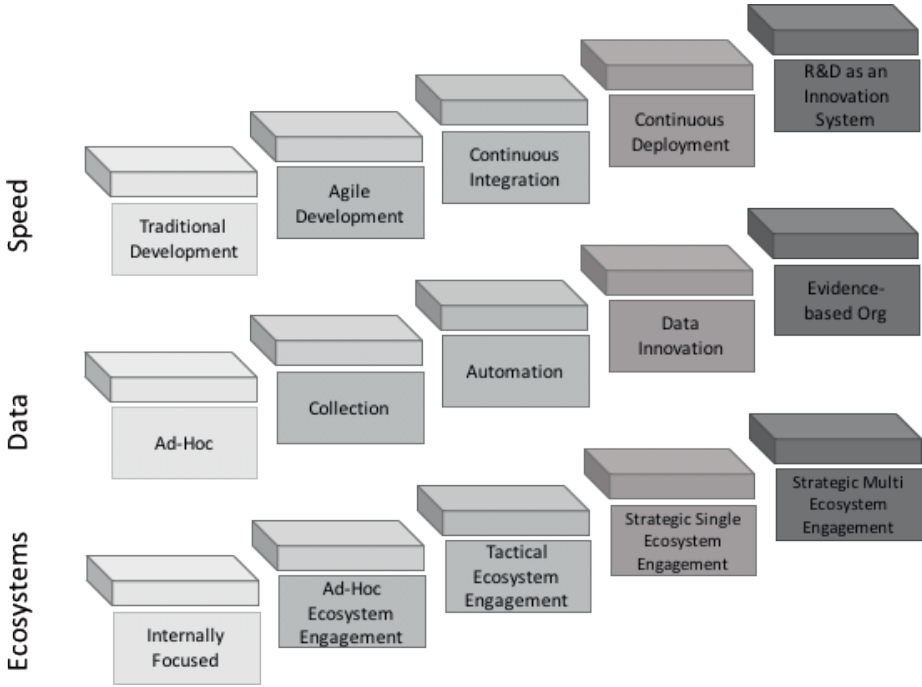 Speed
Traditional
Development
Agile
Development
Continuous
Integration
Continuous
Deployment
R&D as an
Innovation
System
Data
Ad-Hoc
Collection
Automation
Data
Innovation
Evidence-
based Org
Ecosystems
Internally
Focused
Ad-Hoc
Ecosystem
Engagement
Tactical
Ecosystem
Engagement
Strategic Single
Ecosystem
Engagement
Strategic Multi
Ecosystem
Engagement